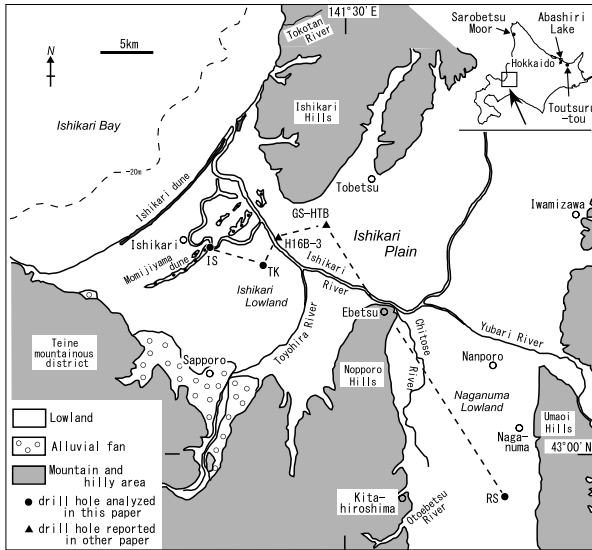 141°30'E
5km
N
Tokotan
River
Sarobetsu
Moor
Abashiri
Lake
Hokkaido
Toutsuru
-tou
Ishikari Bay
Ishikari
Hills
20m
Ishikari dune
Tobetsu
Iwamizawa
GS-HTB
Ishikari
Plain
Ishikari
H16B-3
IS
TK
Momijiyama
dune
Ishikari
River
Ishikari
Lowland
Toyohira River
Ebetsu
Chitose
River
Yubari River
Teine
mountainous
district
Sapporo
Nopporo
Hills
Nanporo
Naganuma
Lowland
Umaoi
Hills
Naga-
numa
43°00'N
Lowland
Alluvial fan
Mountain and
hilly area
drill hole analyzed
in this paper
drill hole reported
in other paper
Kita-
hiroshima
Otoebetsu
River
RS